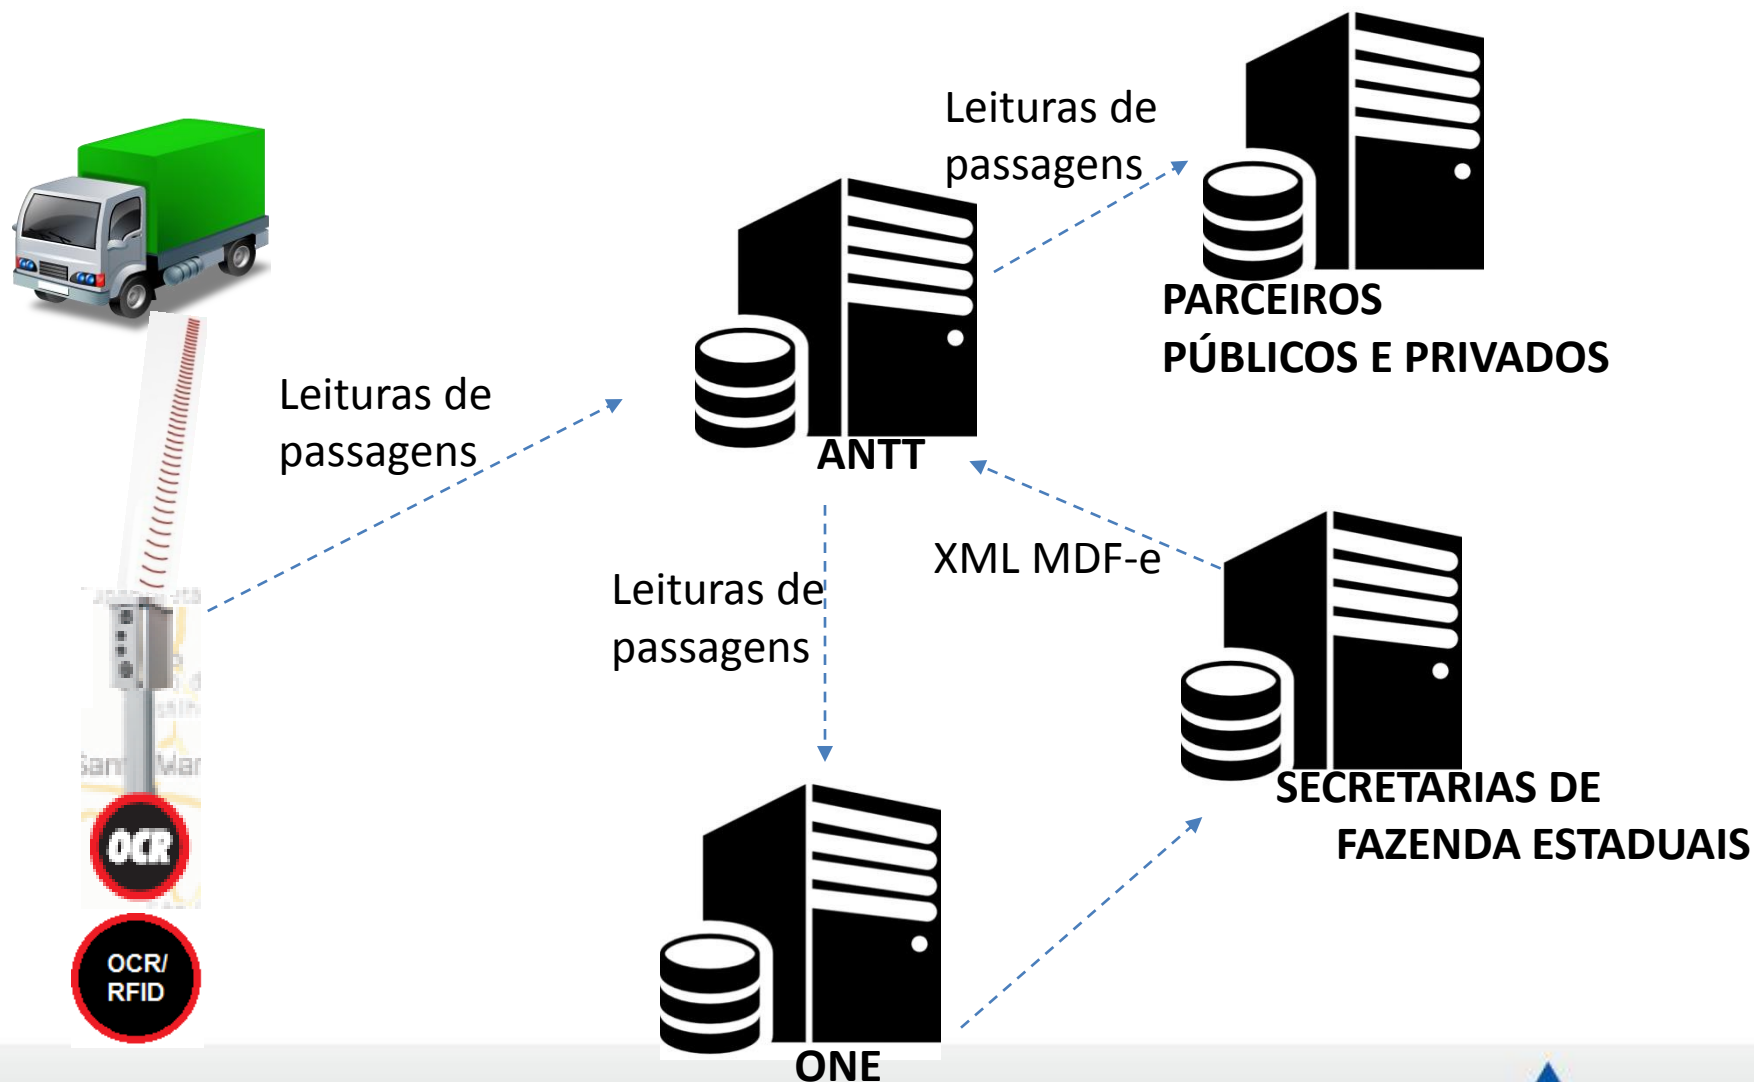 Leituras de
passagens
PARCEIROS
PÚBLICOS E PRIVADOS
Leituras de
passagens
ANTT
XML MDF-e
Leituras de
passagens
SECRETARIAS DE
FAZENDA ESTADUAIS
OCR
OCR/
RFID
ONE